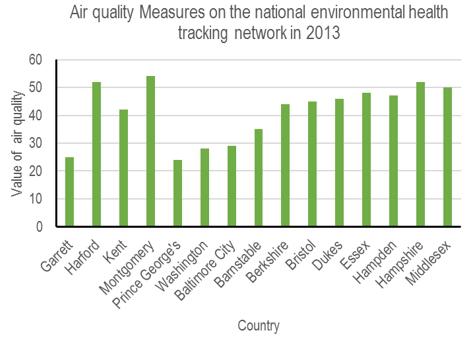 Air quality Measures on the national environmental health
tracking network in 2013
Value of air quality
60
50
40
30
20
10
0
Garrett
Harford
Kent
Montgomery
Prince George's
Washington
Baltimore City
Barnstable
Berkshire
Bristol
Dukes
Essex
Hampden
Hampshire
Middlesex
Country